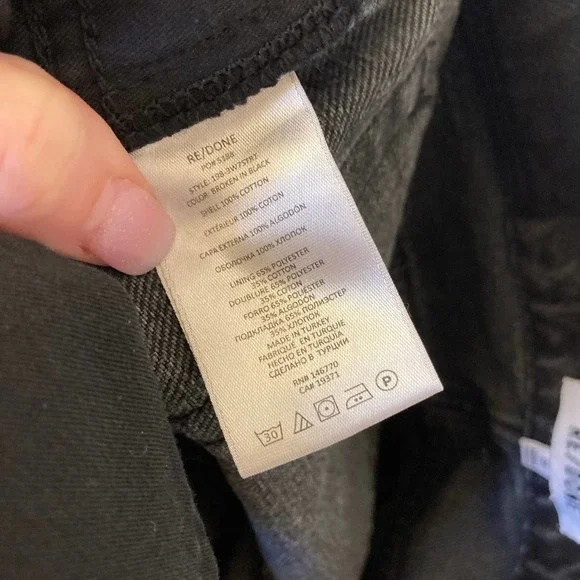 RE/DONE
PO# 5188
STYLE: 198-3W7STRT
COLOR: BROKEN IN BLACK
SHELL 100% COTTON
EXTÉRIEUR 100% COTON
CAPA EXTERNA 100% ALGODÓN
ОБОЛОЧКА 100% ХЛОПОК
LINING 65% POLYESTER
35% COTTON
DOUBLURE 65% POLYESTER
35% COTON
FORRO 65% POLIÉSTER
35% ALGODÓN
ПОДКЛАДКА 65% ПОЛИЭСТЕР
35% ХЛОПОК
MADE IN TURKEY
FABRIQUÉ EN TURQUIE
HECHO EN TURQUÍA
СДЕЛАНО В ТУРЦИИ
RN# 146770
CA# 19371
30 P